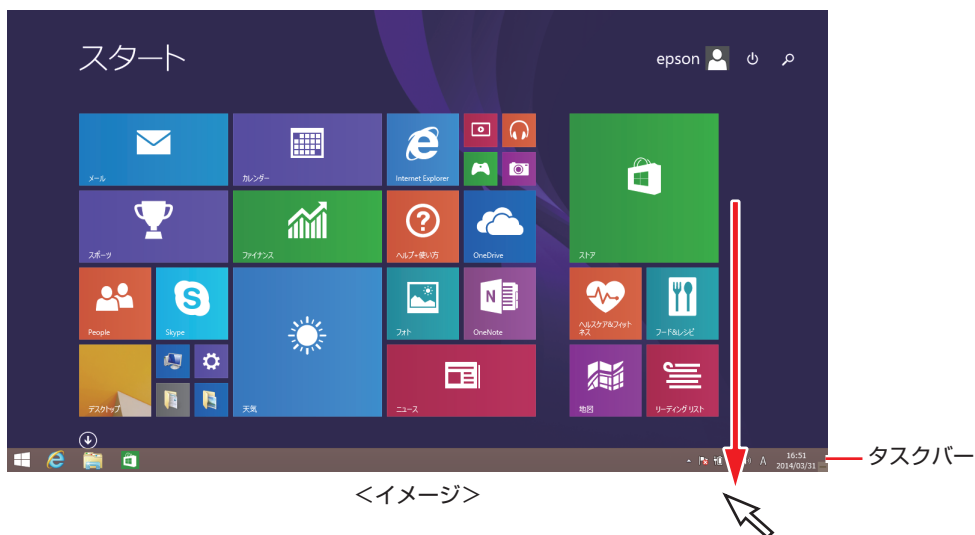 スタート
epson
メール
カレンダー
Internet Explorer
スポーツ
ファイナンス
ヘルプ+使い方
OneDrive
ストア
People
Skype
天気
フォト
OneNote
ヘルスケア&フィット
ネス
フード&レシピ
デスクトップ
ニュース
地図
リーディング リスト
A
16:51
2014/03/31
タスクバー
<イメージ>